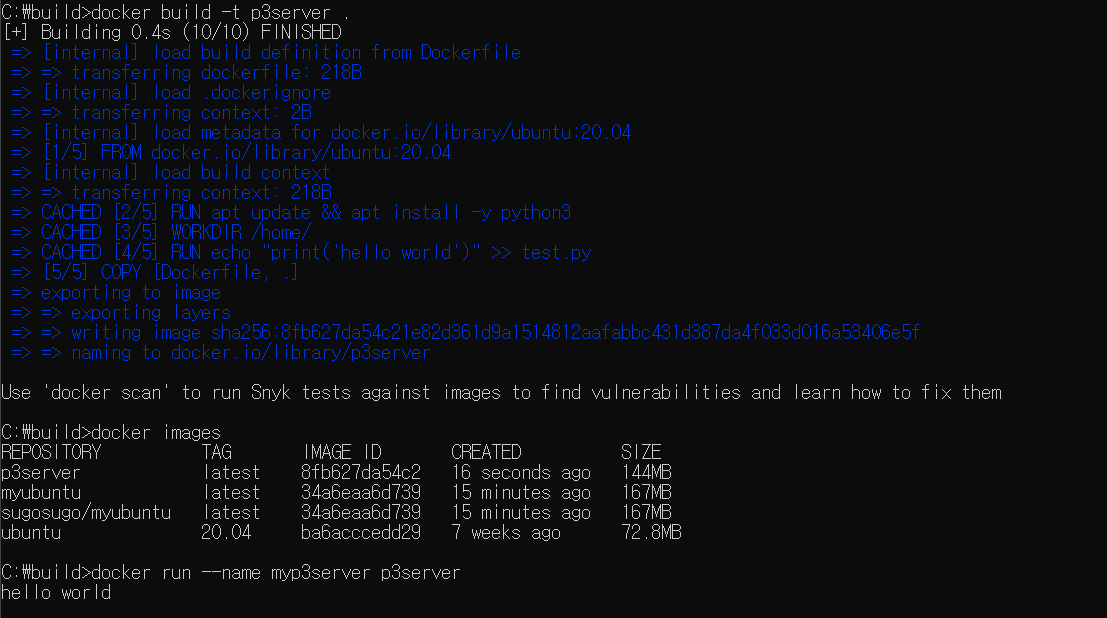 C:₩build>docker build -t p3server .
[+] Building 0.4s (10/10) FINISHED
=> [internal] load build definition from Dockerfile
=> => transferring dockerfile: 218B
=> [internal] load .dockerignore
=> => transferring context: 2B
=> [internal] load metadata for docker.io/library/ubuntu:20.04
=> [1/5] FROM docker.io/library/ubuntu:20.04
=> [internal] load build context
=> => transferring context: 218B
=> CACHED [2/5] RUN apt update && apt install -y python3
=> CACHED [3/5] WORKDIR /home/
=> CACHED [4/5] RUN echo "print('hello world')" >> test.py
=> [5/5] COPY [Dockerfile, .]
=> exporting to image
=> => exporting layers
=> => writing image sha256:8fb627da54c21e82d361d9a1514812aafabbc431d387da4f033d016a53406e5f
=> => naming to docker.io/library/p3server
Use 'docker scan' to run Snyk tests against images to find vulnerabilities and learn how to fix them
C:₩build>docker images
REPOSITORY TAG IMAGE ID CREATED SIZE
p3server latest 8fb627da54c2 16 seconds ago 144MB
myubuntu latest 34a6eaa6d739 15 minutes ago 167MB
sugosugo/myubuntu latest 34a6eaa6d739 15 minutes ago 167MB
ubuntu 20.04 ba6acccedd29 7 weeks ago 72.8MB
C:₩build>docker run --name myp3server p3server
hello world